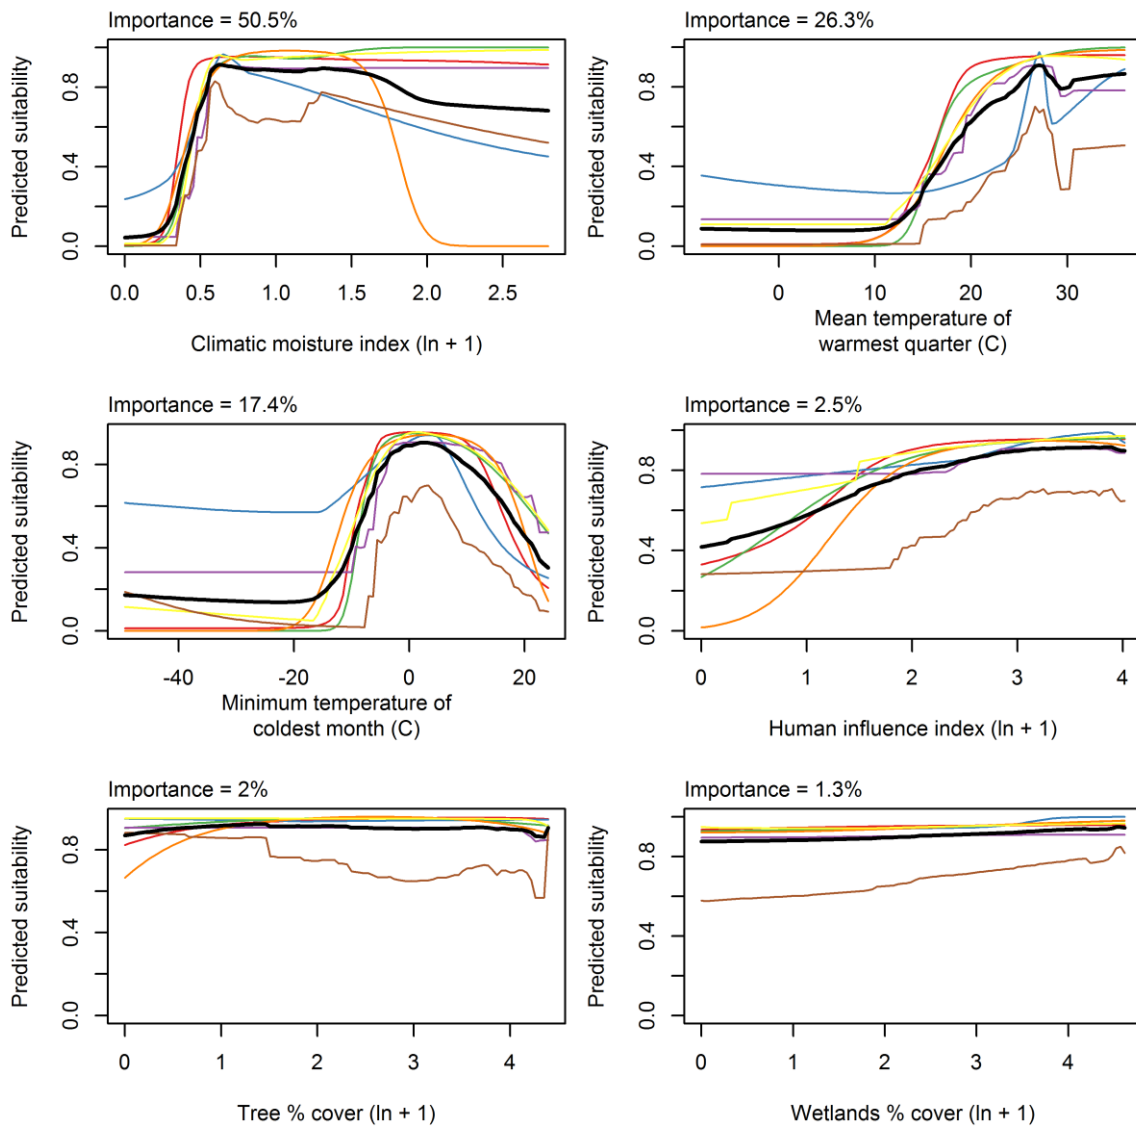 Importance = 50.5%
Predicted suitability
0.0 0.4 0.8
0.0 0.5 1.0 1.5 2.0 2.5
Climatic moisture index (ln + 1)
Importance = 26.3%
Predicted suitability
0.0 0.4 0.8
0 10 20 30
Mean temperature of
warmest quarter (C)
Importance = 17.4%
Predicted suitability
0.0 0.4 0.8
-40 -20 0 20
Minimum temperature of
coldest month (C)
Importance = 2.5%
Predicted suitability
0.0 0.4 0.8
0 1 2 3 4
Human influence index (ln + 1)
Importance = 2%
Predicted suitability
0.0 0.4 0.8
0 1 2 3 4
Tree % cover (ln + 1)
Importance = 1.3%
Predicted suitability
0.0 0.4 0.8
0 1 2 3 4
Wetlands % cover (ln + 1)